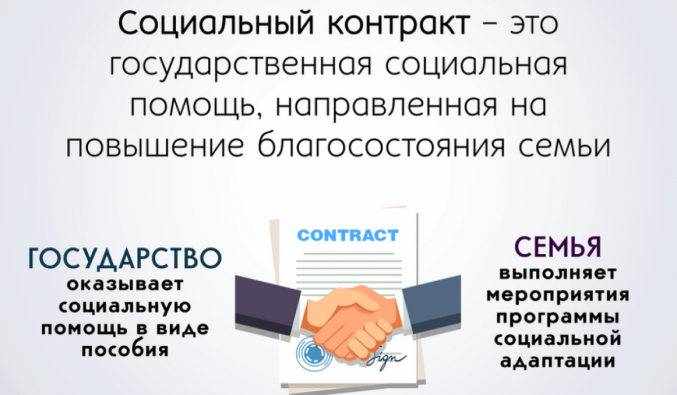 Социальный контракт – это
государственная социальная
помощь, направленная на
повышение благосостояния семьи
ГОСУДАРСТВО
оказывает
социальную
помощь в виде
пособия
CONTRACT
Sign
СЕМЬЯ
выполняет
мероприятия
программы
социальной
адаптации